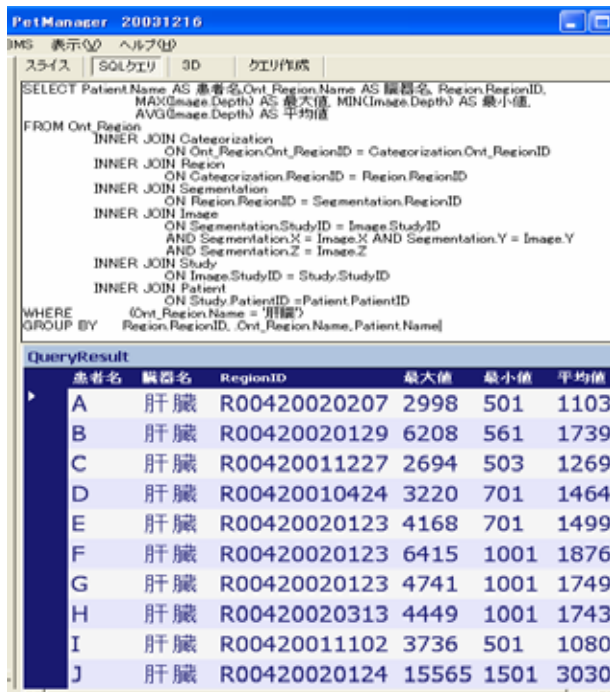 PetManager 20031216
DMS 表示(V) ヘルプ(H)
スライス SQLクエリ 3D クエリ作成
SELECT Patient.Name AS 患者名,Ont_Region.Name AS 臓器名, Region.RegionID,
MAX(Image.Depth) AS 最大値, MIN(Image.Depth) AS 最小値,
AVG(Image.Depth) AS 平均値
FROM Ont_Region
INNER JOIN Categorization
ON Ont_Region.Ont_RegionID = Categorization.Ont_RegionID
INNER JOIN Region
ON Categorization.RegionID = Region.RegionID
INNER JOIN Segmentation
ON Region.RegionID = Segmentation.RegionID
INNER JOIN Image
ON Segmentation.StudyID = Image.StudyID
AND Segmentation.X = Image.X AND Segmentation.Y = Image.Y
AND Segmentation.Z = Image.Z
INNER JOIN Study
ON Image.StudyID = Study.StudyID
INNER JOIN Patient
ON Study.PatientID =Patient.PatientID
WHERE (Ont_Region.Name = '肝臓')
GROUP BY Region.RegionID, .Ont_Region.Name,Patient.Name
QueryResult
患者名 臓器名 RegionID 最大値 最小値 平均値
A 肝臓 R00420020207 2998 501 1103
B 肝臓 R00420020129 6208 561 1739
C 肝臓 R00420011227 2694 503 1269
D 肝臓 R00420010424 3220 701 1464
E 肝臓 R00420020123 4168 701 1499
F 肝臓 R00420020123 6415 1001 1876
G 肝臓 R00420020123 4741 1001 1749
H 肝臓 R00420020313 4449 1001 1743
I 肝臓 R00420011102 3736 501 1080
J 肝臓 R00420020124 15565 1501 3030